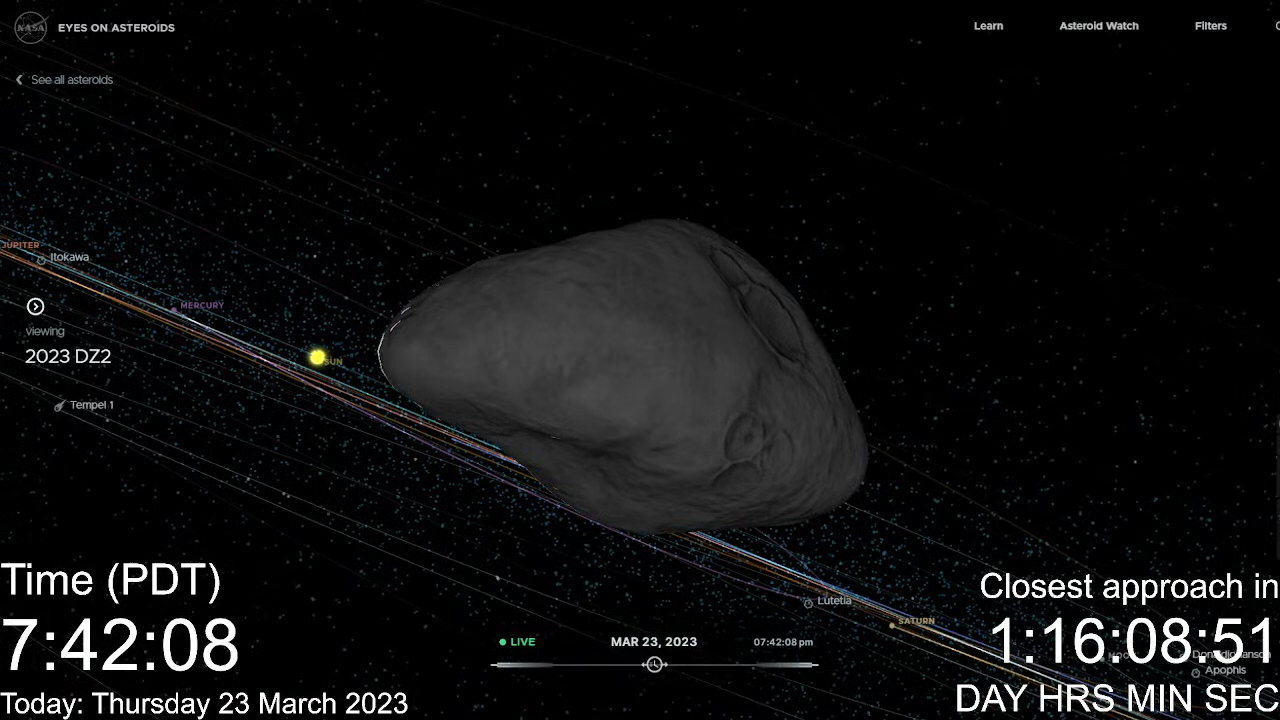 NASA
EYES ON ASTEROIDS
Learn
Asteroid Watch
Filters
See all asteroids
JUPITER
Itokawa
MERCURY
viewing
2023 DZ2
SUN
Tempel 1
Time (PDT)
7:42:08
Today: Thursday 23 March 2023
LIVE
MAR 23, 2023
07:42:08 pm
Lutetia
SATURN
Closest approach in
1:16:08:51
Apophis
DAY HRS MIN SEC